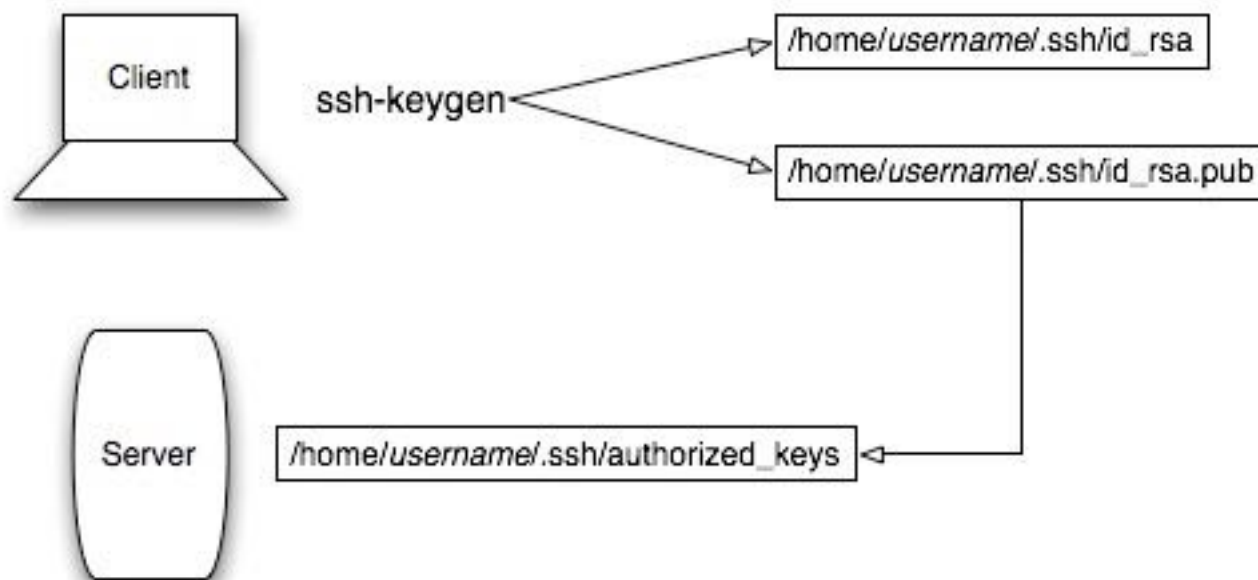 Client
ssh-keygen
/home/username/.ssh/id_rsa
/home/username/.ssh/id_rsa.pub
Server
/home/username/.ssh/authorized_keys